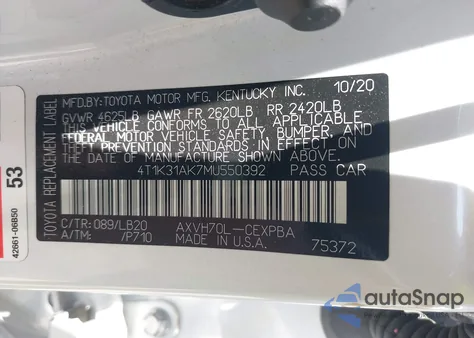 MFD.BY:TOYOTA MOTOR MFG. KENTUCKY, INC. 10/20
GVWR 4625LB GAWR FR 2620LB RR 2420LB
THIS VEHICLE CONFORMS TO ALL APPLICABLE
FEDERAL MOTOR VEHICLE SAFETY, BUMPER, AND
THEFT PREVENTION STANDARDS IN EFFECT ON
THE DATE OF MANUFACTURE SHOWN ABOVE.
4T1K31AK7MU550392 PASS CAR
C/TR: 089/LB20 AXVH70L-CEXPBA
A/TM: /P710 MADE IN U.S.A. 75372
TOYOTA REPLACEMENT LABEL
53
42661-06B50
autoSnap